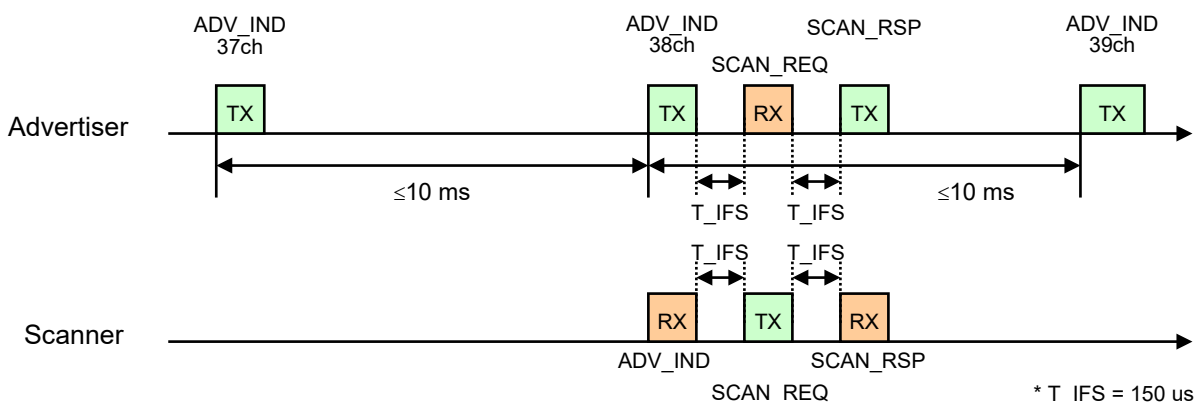 ADV_IND
37ch
ADV_IND
38ch
SCAN_RSP
ADV_IND
39ch
SCAN_REQ
Advertiser
TX
TX
RX
TX
TX
≤10 ms
≤10 ms
T_IFS
T_IFS
T_IFS
T_IFS
Scanner
RX
TX
RX
ADV_IND
SCAN_RSP
SCAN_REQ
* T_IFS = 150 us